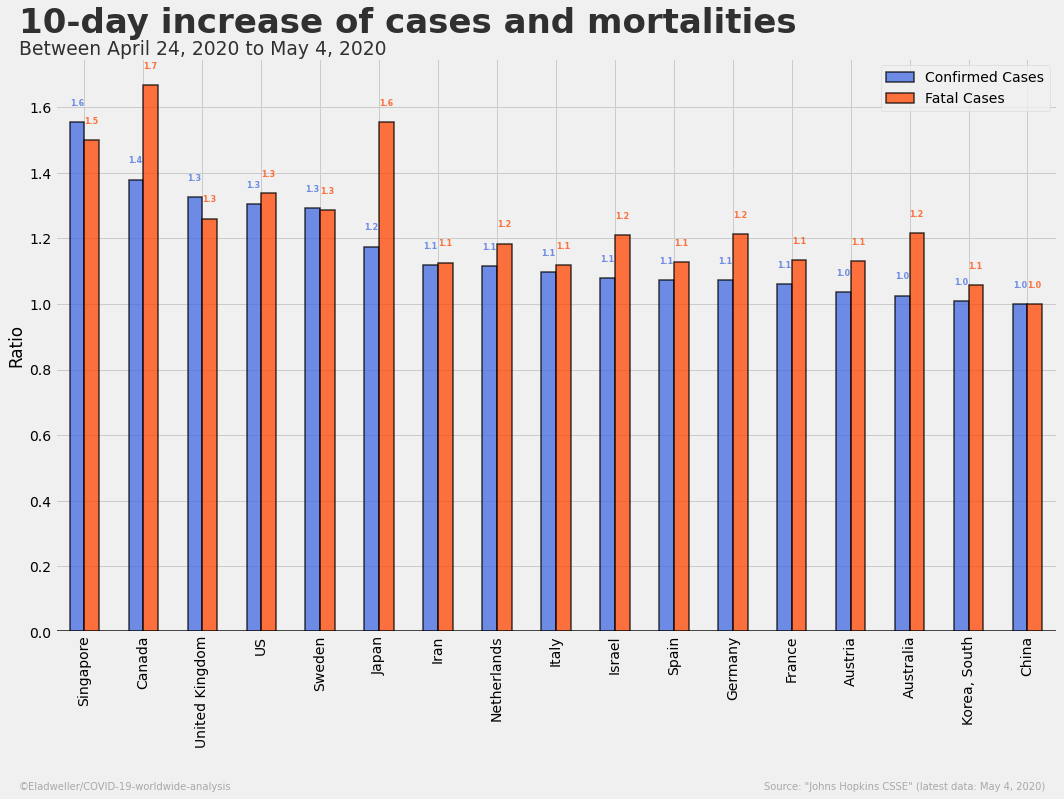 10-day increase of cases and mortalities
Between April 24, 2020 to May 4, 2020
Confirmed Cases
Fatal Cases
Ratio
1.6
1.4
1.2
1.0
0.8
0.6
0.4
0.2
0.0
1.6 1.5 1.4 1.7 1.3 1.3 1.3 1.3 1.3 1.3 1.2 1.6 1.1 1.1 1.1 1.2 1.1 1.1 1.1 1.2 1.1 1.1 1.1 1.2 1.1 1.1 1.0 1.1 1.0 1.2 1.0 1.1 1.0 1.0
Singapore
Canada
United Kingdom
US
Sweden
Japan
Iran
Netherlands
Italy
Israel
Spain
Germany
France
Austria
Australia
Korea, South
China
©Eladweller/COVID-19-worldwide-analysis
Source: "Johns Hopkins CSSE" (latest data: May 4, 2020)